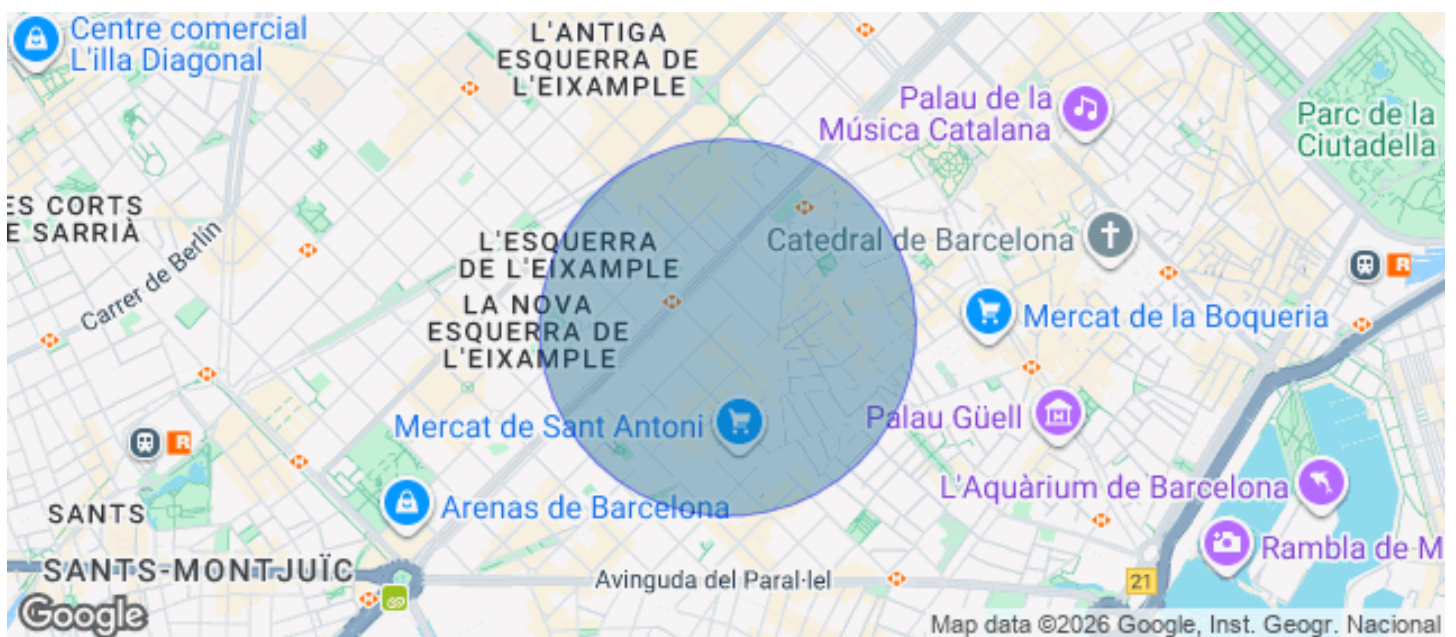 Centre comercial
L'illa Diagonal
L'ANTIGA
ESQUERRA DE
L'EIXAMPLE
Palau de la
Música Catalana
Parc de la
Ciutadella
ES CORTS
E SARRIÀ
Carrer de Berlín
L'ESQUERRA
DE L'EIXAMPLE
Catedral de Barcelona
R
LA NOVA
ESQUERRA DE
L'EIXAMPLE
Mercat de la Boqueria
Mercat de Sant Antoni
Palau Güell
R
L'Aquàrium de Barcelona
Arenas de Barcelona
SANTS
Rambla de M
SANTS-MONTJUÏC
Avinguda del Paral·lel
21
Google
Map data ©2026 Google, Inst. Geogr. Nacional